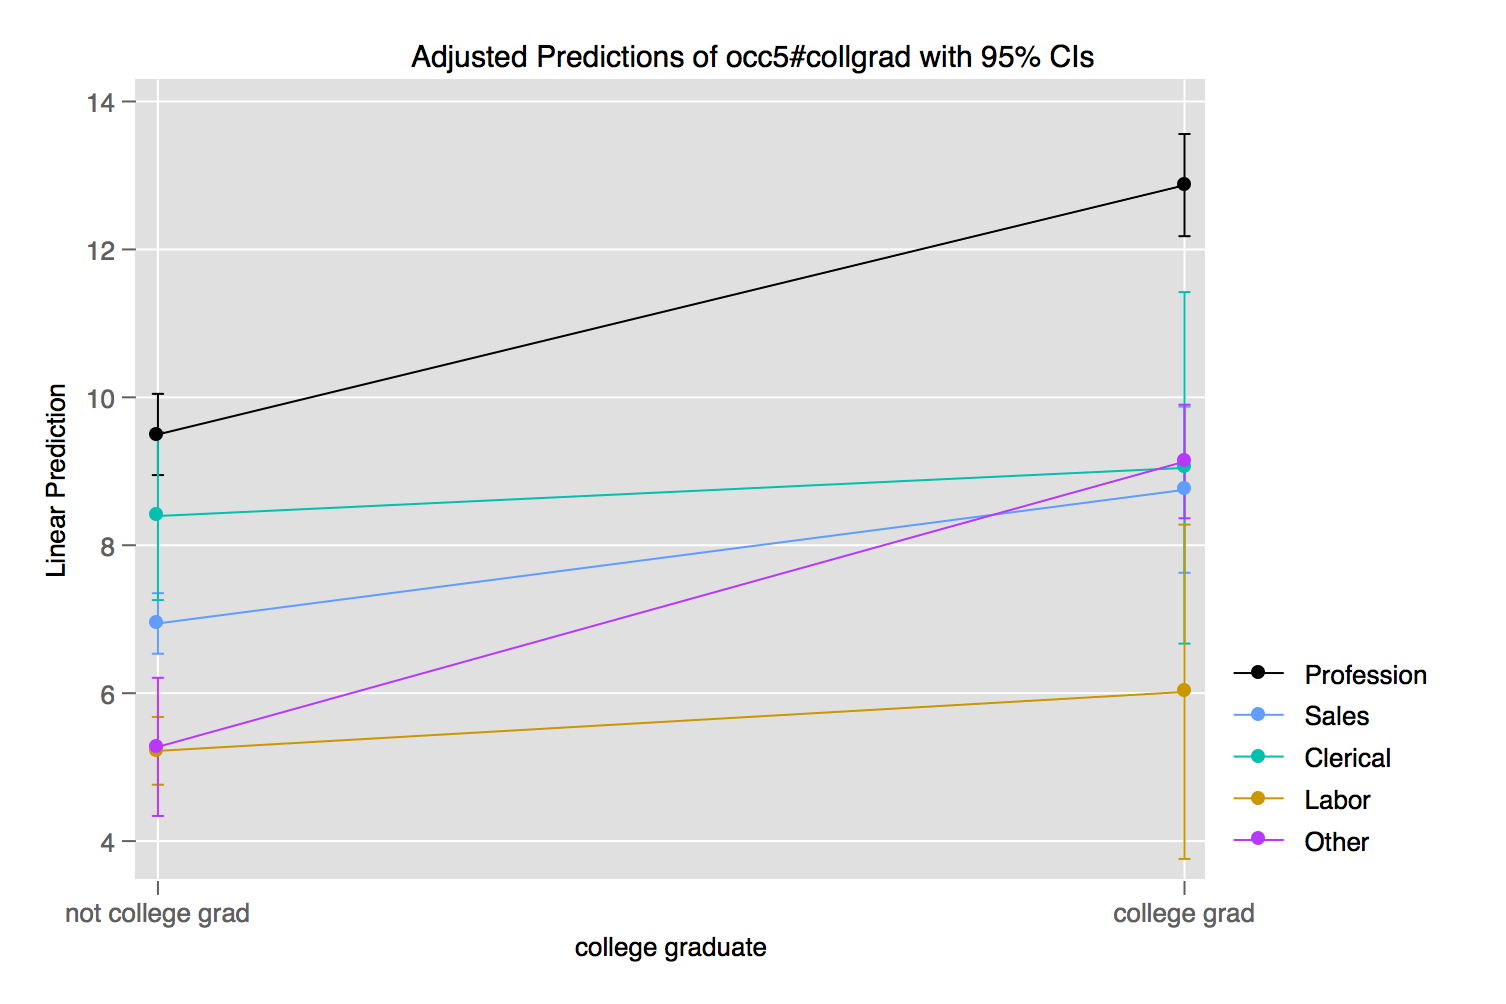 Adjusted Predictions of occ5#collgrad with 95% CIs
14
12
10
8
6
4
Linear Prediction
not college grad
college grad
college graduate
Profession
Sales
Clerical
Labor
Other